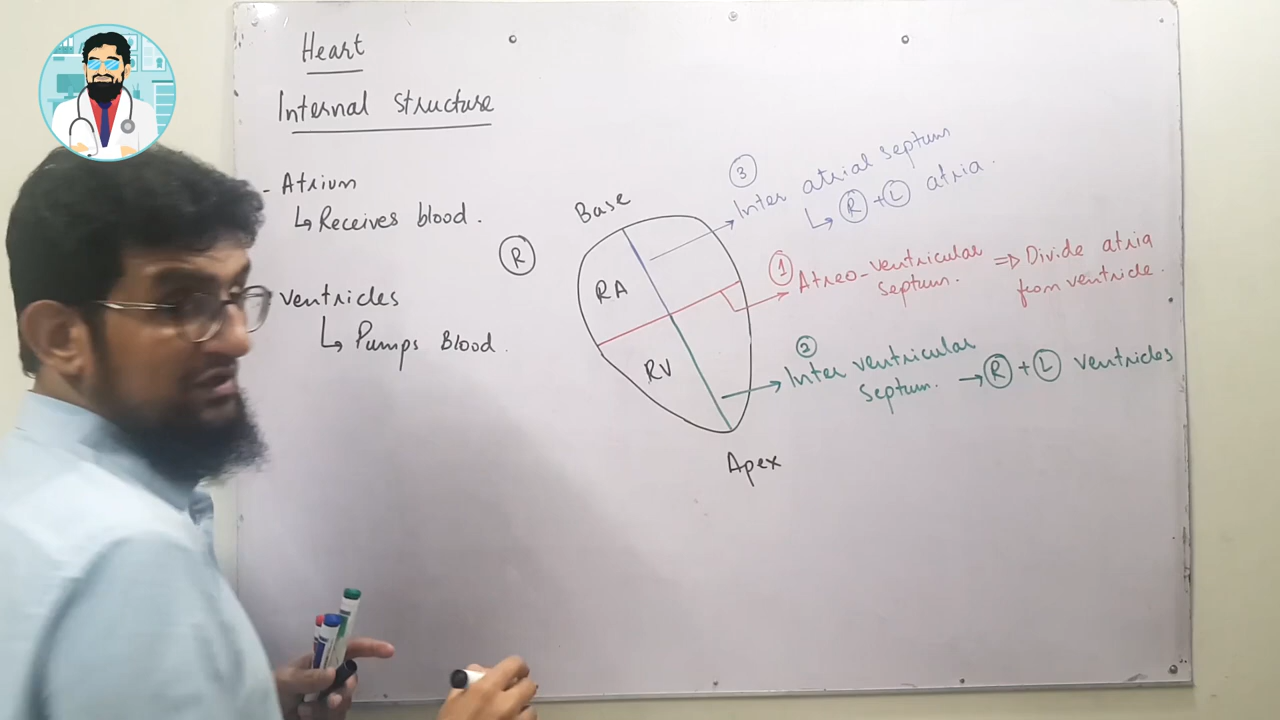 Heart
Internal structure
- Atrium
↳ Receives blood.
ventricles
↳ Pumps Blood.
R
Base
RA
RV
Apex
3
Inter atrial septum
↳ R + L atria.
1
Atreo-ventricular septum. ⇒ Divide atria
from ventricle.
2
Inter ventricular
septum. → R + L ventricles